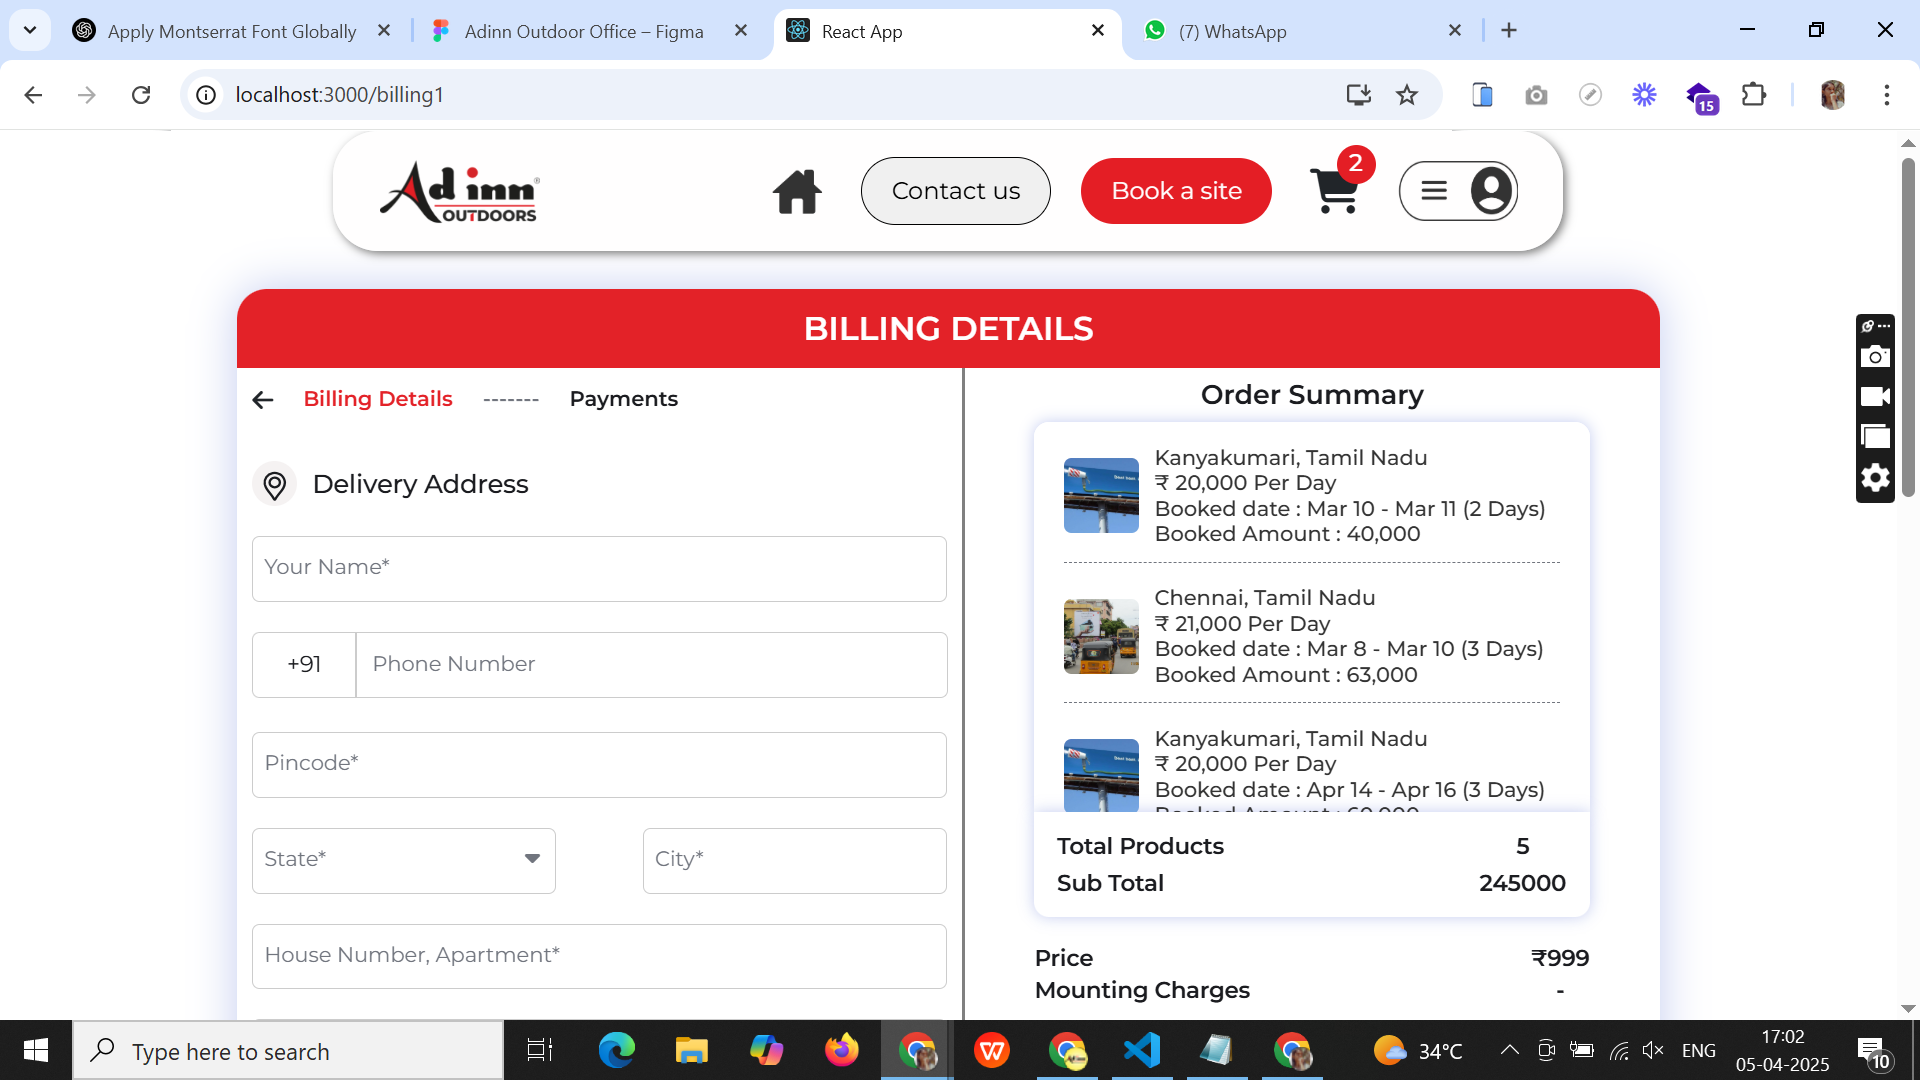 Apply Montserrat Font Globally
Adinn Outdoor Office – Figma
React App
(7) WhatsApp
localhost:3000/billing1
15
Ad inn®
OUTDOORS
Contact us
Book a site
2
BILLING DETAILS
Billing Details ------- Payments
Delivery Address
Your Name*
+91 Phone Number
Pincode*
State* City*
House Number, Apartment*
Order Summary
Kanyakumari, Tamil Nadu
₹ 20,000 Per Day
Booked date : Mar 10 - Mar 11 (2 Days)
Booked Amount : 40,000
Chennai, Tamil Nadu
₹ 21,000 Per Day
Booked date : Mar 8 - Mar 10 (3 Days)
Booked Amount : 63,000
Kanyakumari, Tamil Nadu
₹ 20,000 Per Day
Booked date : Apr 14 - Apr 16 (3 Days)
Booked Amount : 60,000
Total Products 5
Sub Total 245000
Price ₹999
Mounting Charges -
Type here to search
34°C
ENG
17:02
05-04-2025
10